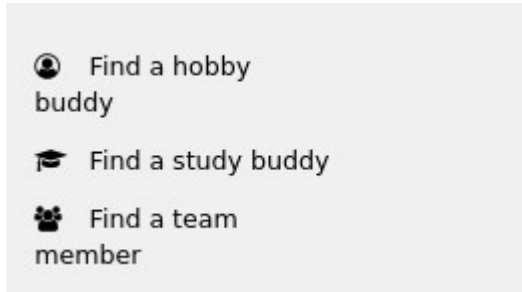 Find a hobby
buddy
Find a study buddy
Find a team
member